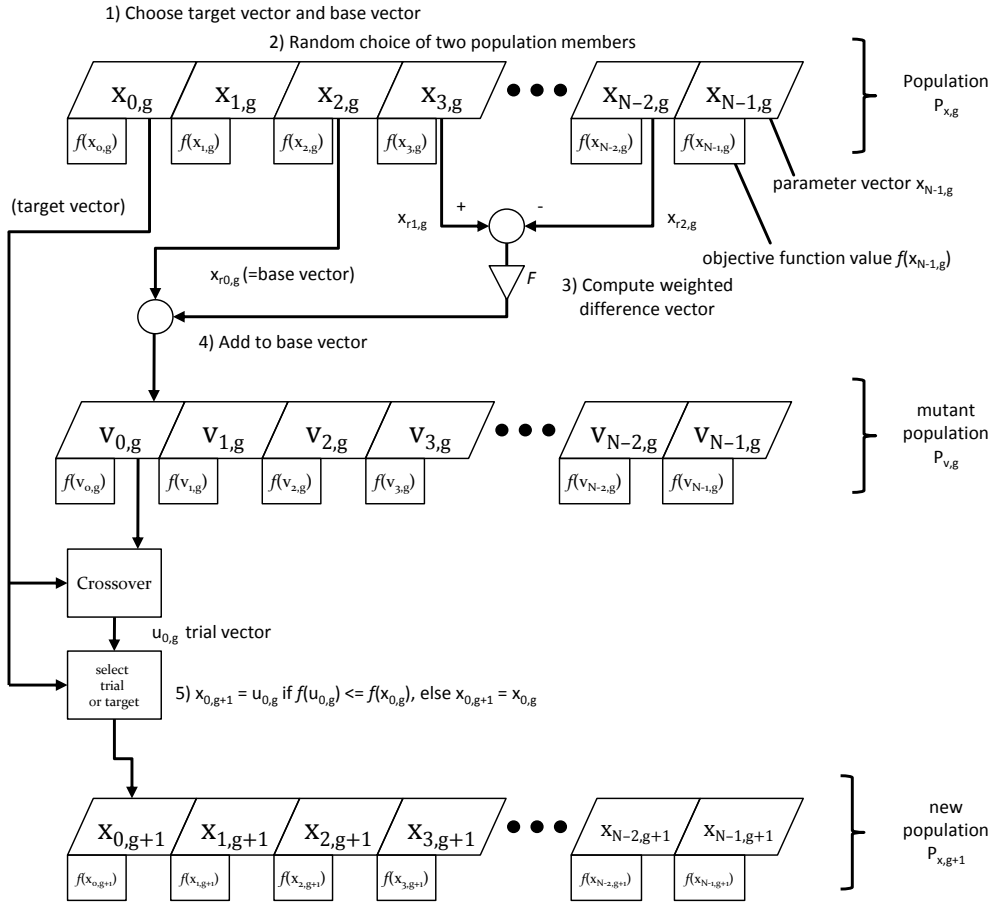 1) Choose target vector and base vector
2) Random choice of two population members
x0,g x1,g x2,g x3,g ●●● xN−2,g xN−1,g
Population
Px,g
f(x0,g) f(x1,g) f(x2,g) f(x3,g) f(xN-2,g) f(xN-1,g)
parameter vector xN-1,g
(target vector)
xr1,g + - xr2,g
objective function value f(xN-1,g)
xr0,g (=base vector)
F
3) Compute weighted
difference vector
4) Add to base vector
v0,g v1,g v2,g v3,g ●●● vN−2,g vN−1,g
mutant
population
Pv,g
f(v0,g) f(v1,g) f(v2,g) f(v3,g) f(vN-2,g) f(vN-1,g)
Crossover
u0,g trial vector
select
trial
or target
5) x0,g+1 = u0,g if f(u0,g) <= f(x0,g), else x0,g+1 = x0,g
x0,g+1 x1,g+1 x2,g+1 x3,g+1 ●●● xN−2,g+1 xN−1,g+1
new
population
Px,g+1
f(x0,g+1) f(x1,g+1) f(x2,g+1) f(x3,g+1) f(xN-2,g+1) f(xN-1,g+1)